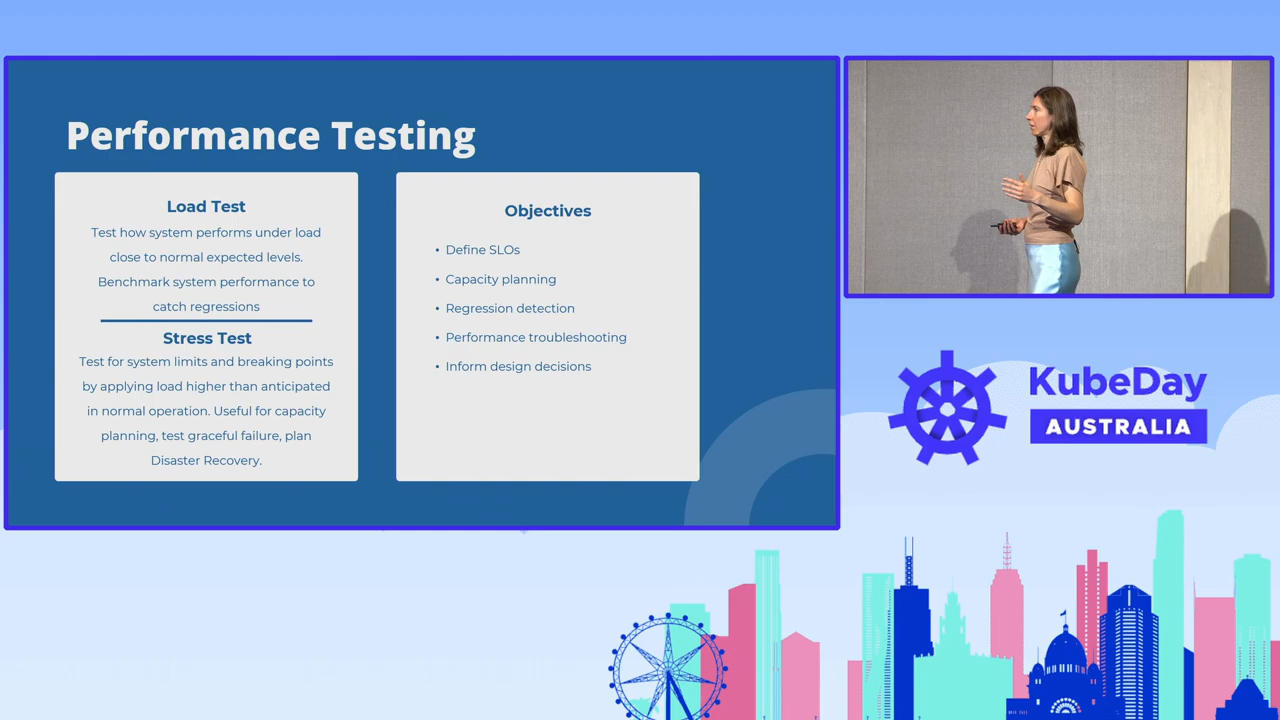 Performance Testing
Load Test
Test how system performs under load
close to normal expected levels.
Benchmark system performance to
catch regressions
Stress Test
Test for system limits and breaking points
by applying load higher than anticipated
in normal operation. Useful for capacity
planning, test graceful failure, plan
Disaster Recovery.
Objectives
• Define SLOs
• Capacity planning
• Regression detection
• Performance troubleshooting
• Inform design decisions
KubeDay
AUSTRALIA